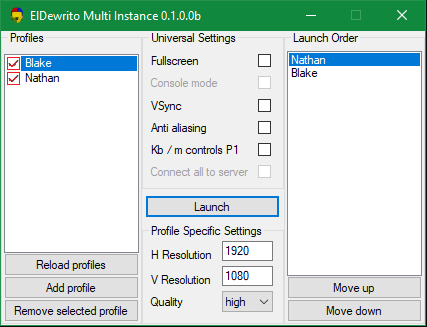 ElDewrito Multi Instance 0.1.0.0b
Profiles
Blake
Nathan
Reload profiles
Add profile
Remove selected profile
Universal Settings
Fullscreen
Console mode
VSync
Anti aliasing
Kb / m controls P1
Connect all to server
Launch
Profile Specific Settings
H Resolution 1920
V Resolution 1080
Quality high
Launch Order
Nathan
Blake
Move up
Move down